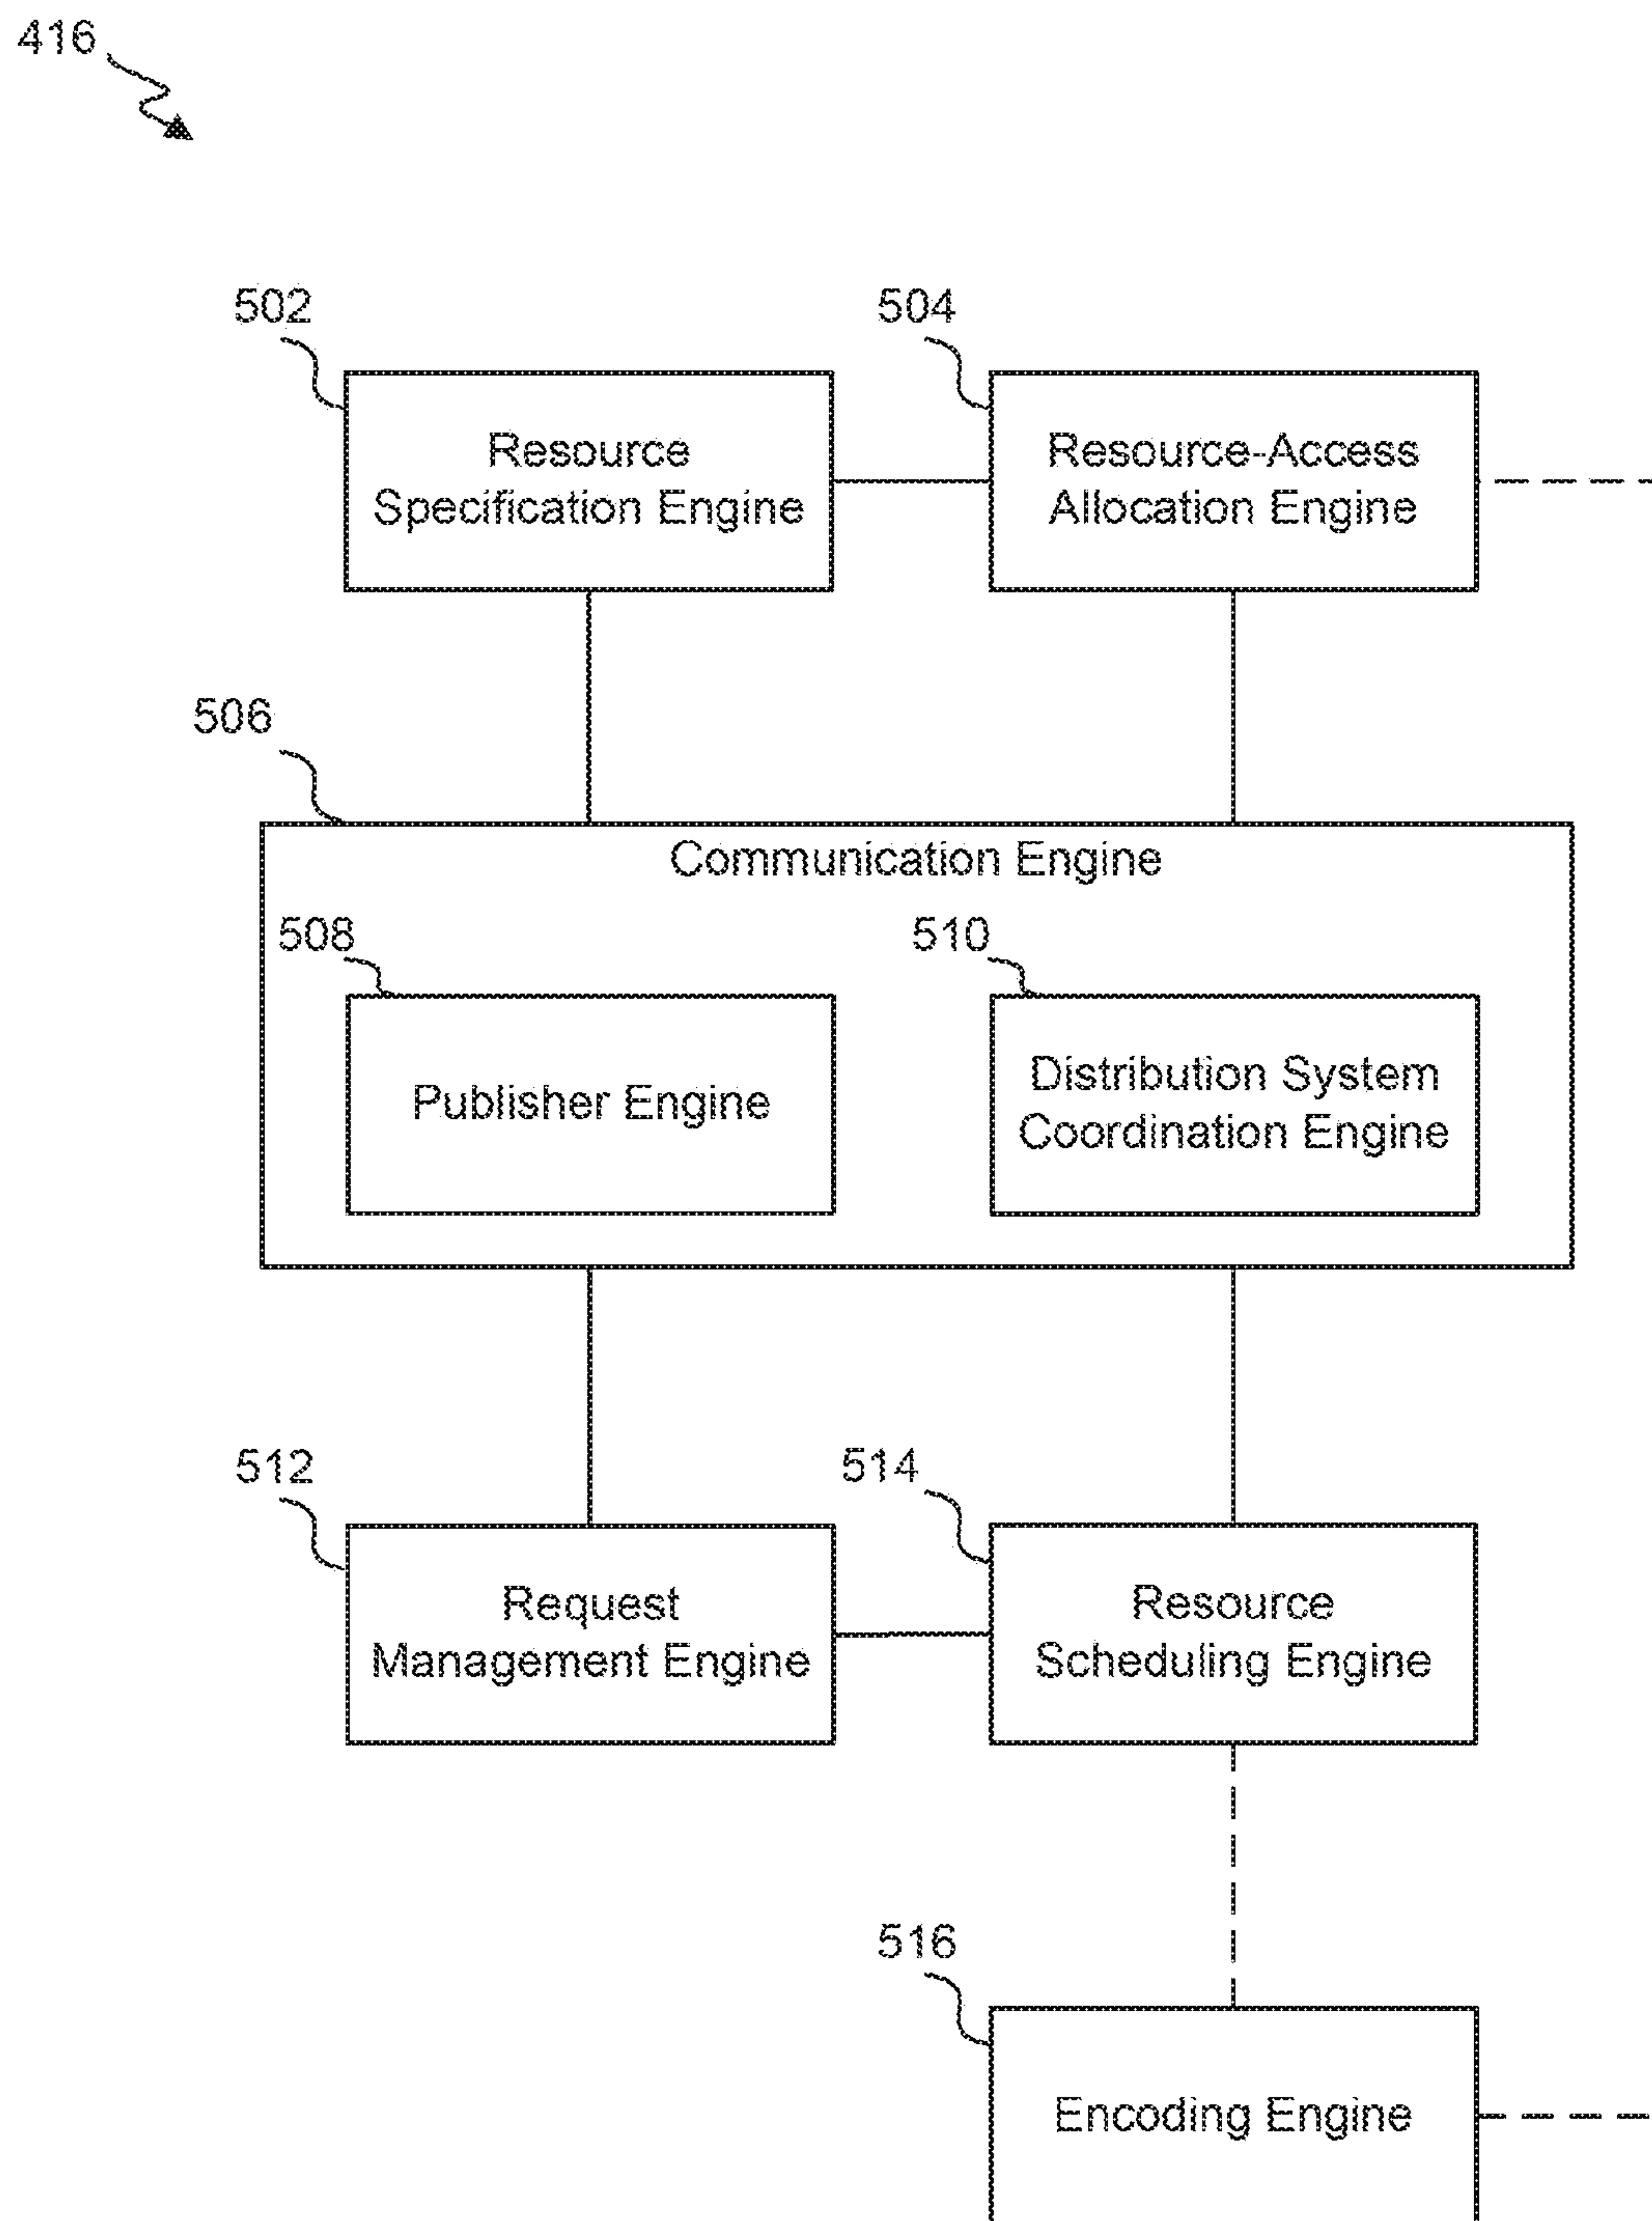 416
502
504
Resource
Specification Engine
Resource-Access
Allocation Engine
506
Communication Engine
508
510
Publisher Engine
Distribution System
Coordination Engine
512
514
Request
Management Engine
Resource
Scheduling Engine
516
Encoding Engine